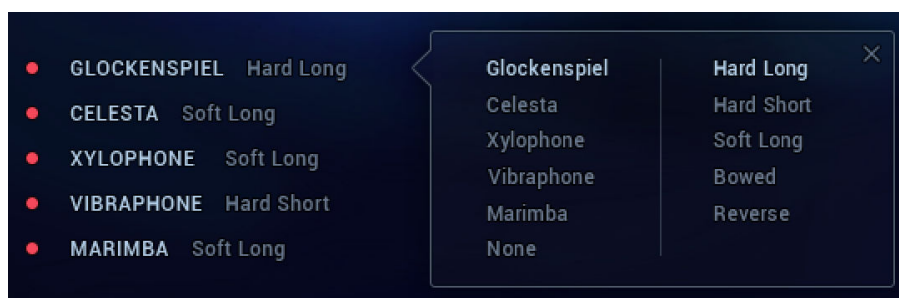 GLOCKENSPIEL Hard Long
CELESTA Soft Long
XYLOPHONE Soft Long
VIBRAPHONE Hard Short
MARIMBA Soft Long
Glockenspiel
Celesta
Xylophone
Vibraphone
Marimba
None
Hard Long
Hard Short
Soft Long
Bowed
Reverse